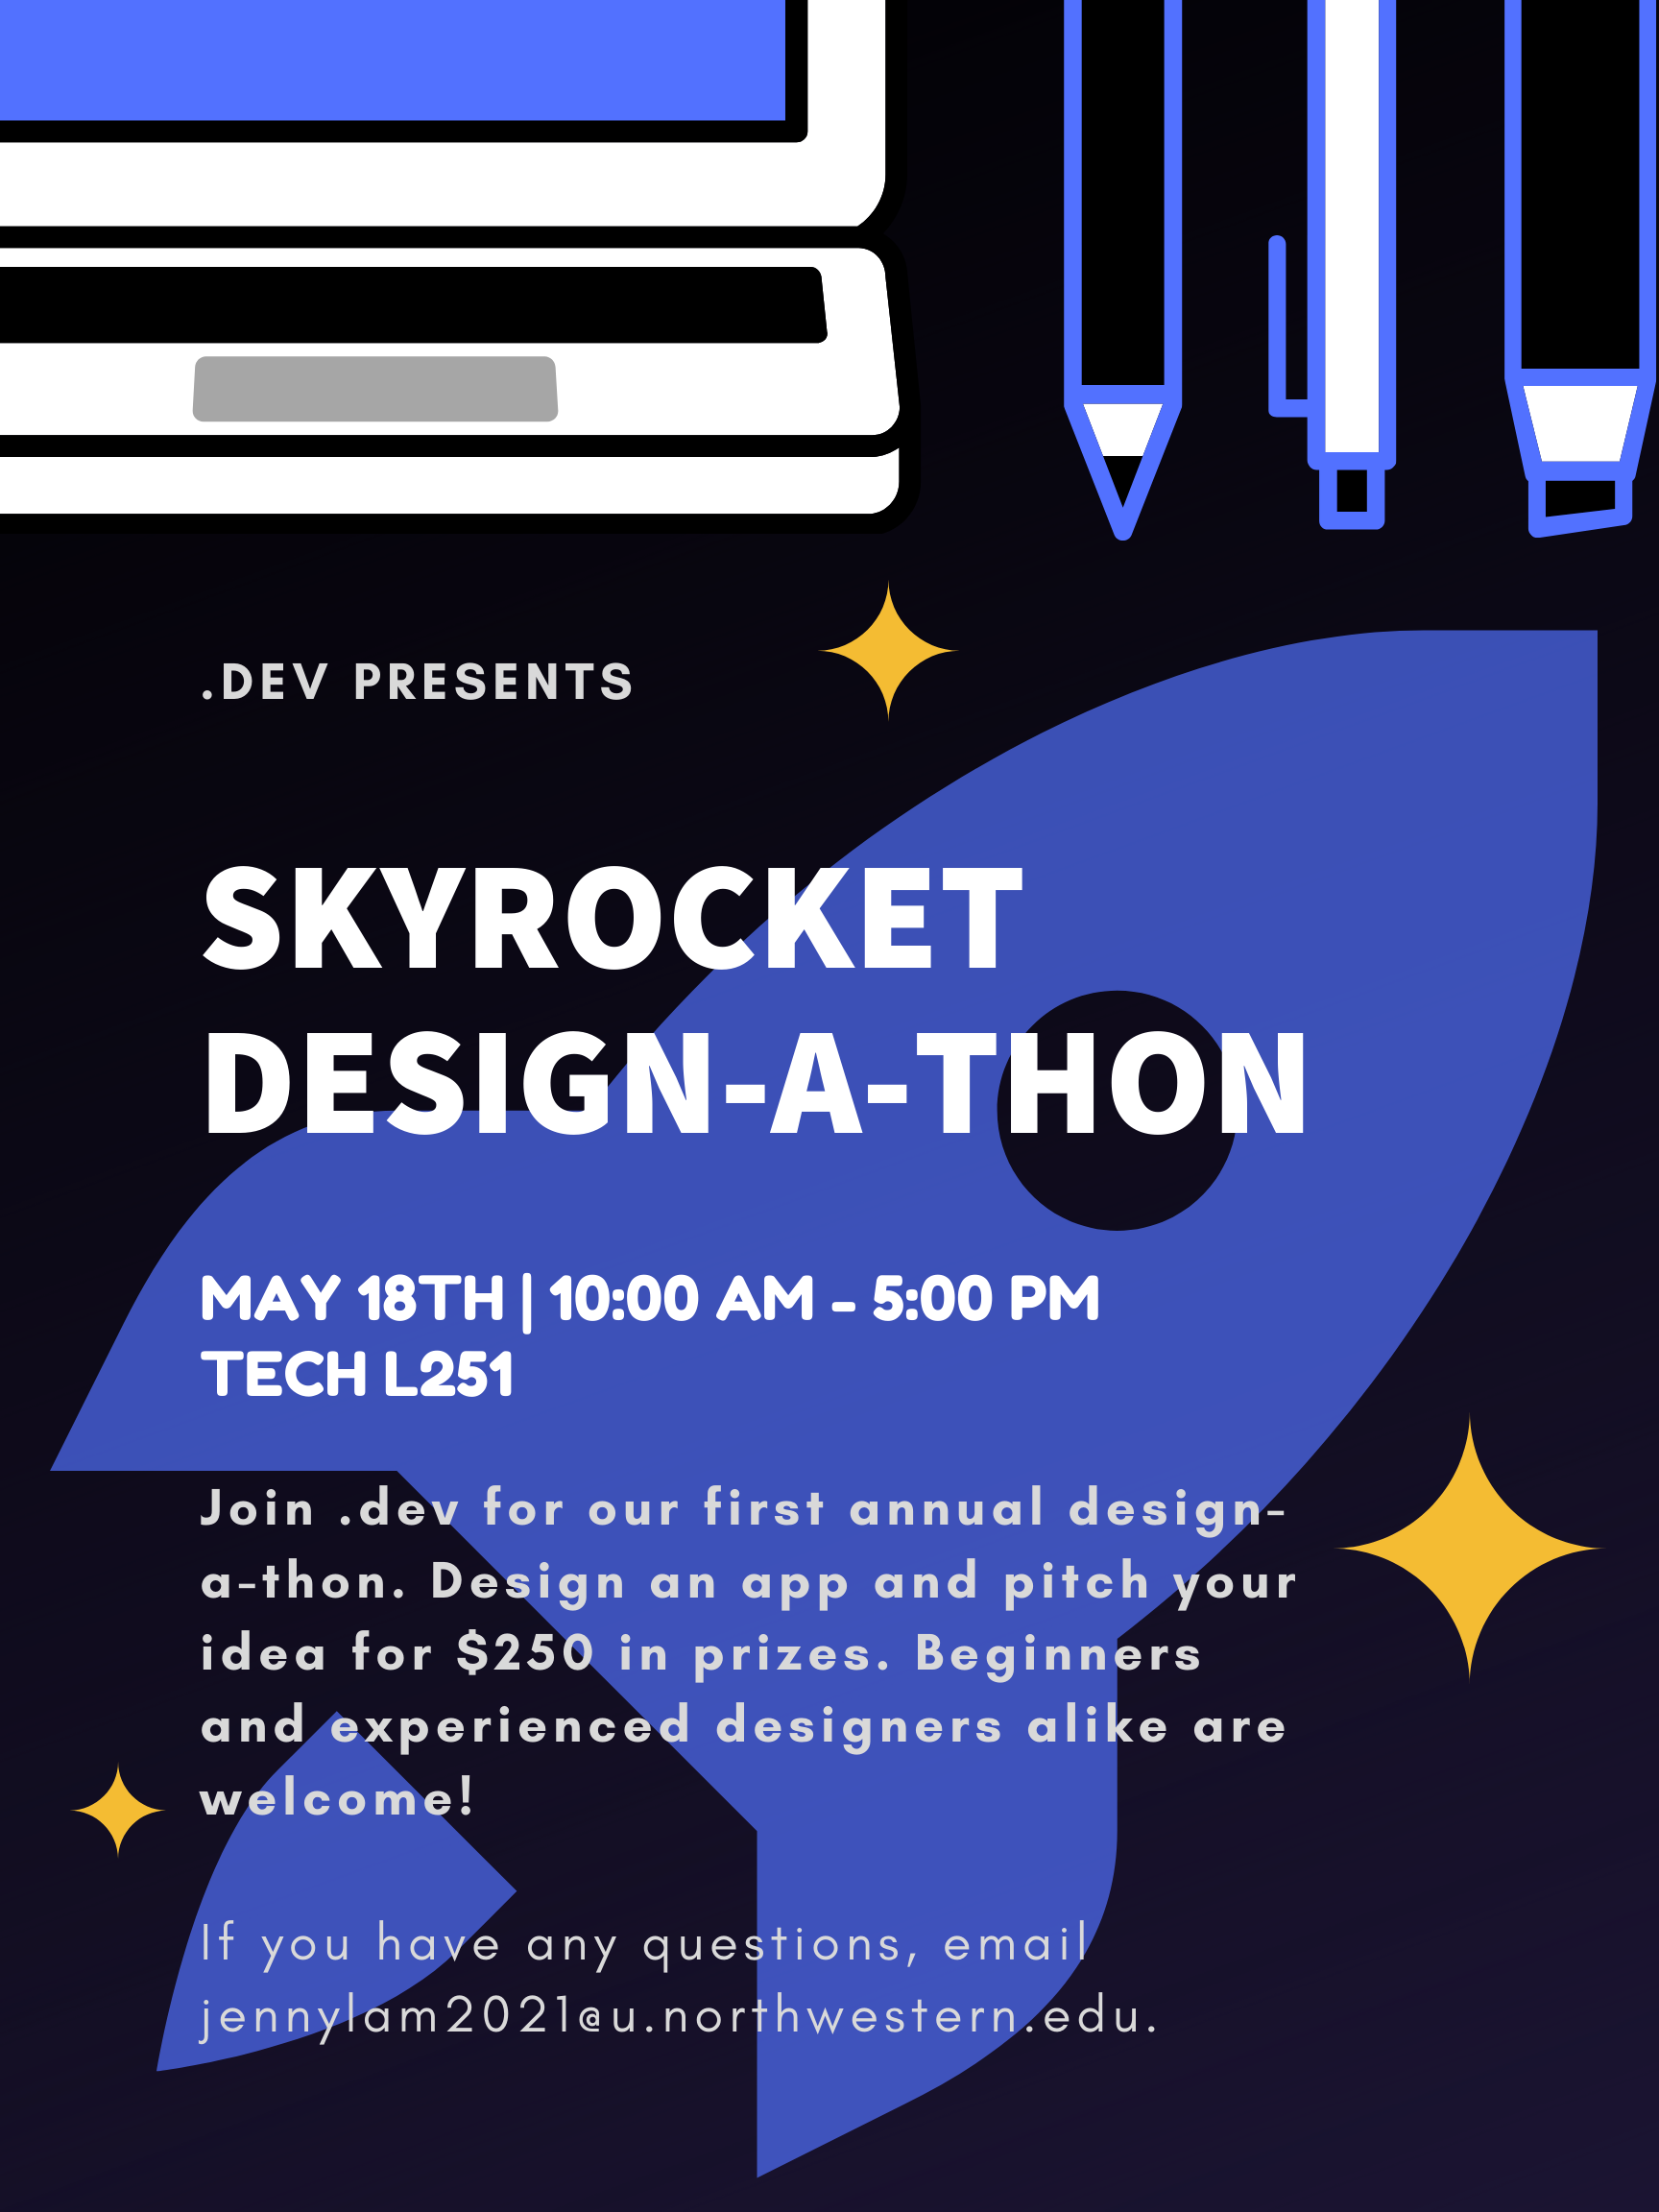 .DEV PRESENTS
SKYROCKET
DESIGN-A-THON
MAY 18TH | 10:00 AM – 5:00 PM
TECH L251
Join .dev for our first annual design-
a-thon. Design an app and pitch your
idea for $250 in prizes. Beginners
and experienced designers alike are
welcome!
If you have any questions, email
jennylam2021@u.northwestern.edu.